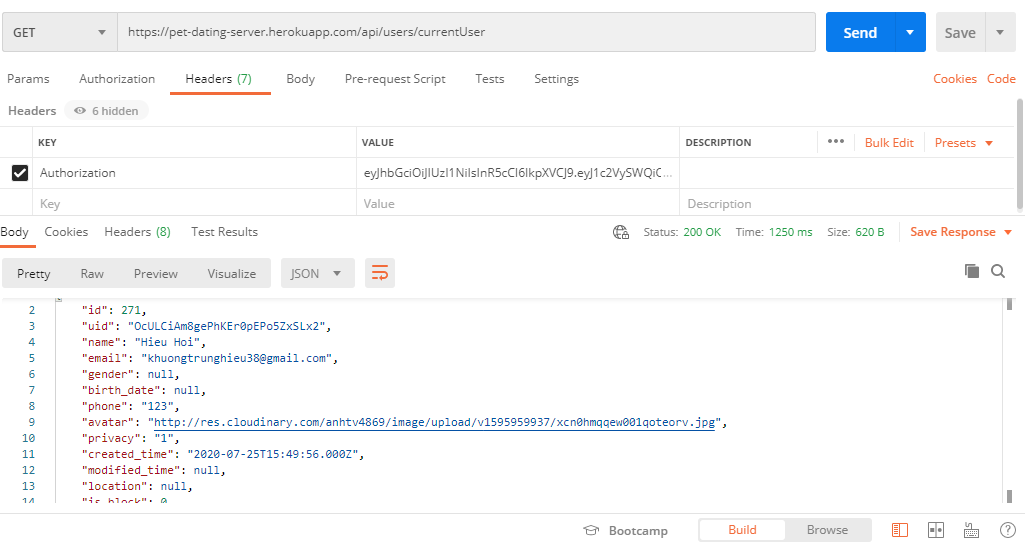 GET https://pet-dating-server.herokuapp.com/api/users/currentUser Send Save
Params Authorization Headers (7) Body Pre-request Script Tests Settings Cookies Code
Headers 6 hidden
KEY VALUE DESCRIPTION ••• Bulk Edit Presets
Authorization
Key Value Description
Body Cookies Headers (8) Test Results Status: 200 OK Time: 1250 ms Size: 620 B Save Response
Pretty Raw Preview Visualize JSON
2 "id": 271,
3 "uid": "OcULCiAm8gePhKEr0pEPo5ZxSLx2",
4 "name": "Hieu Hoi",
5 "email": "khuongtrunghieu38@gmail.com",
6 "gender": null,
7 "birth_date": null,
8 "phone": "123",
9 "avatar": "http://res.cloudinary.com/anhtv4869/image/upload/v1595959937/xcn0hmqqew001qoteorv.jpg",
10 "privacy": "1",
11 "created_time": "2020-07-25T15:49:56.000Z",
12 "modified_time": null,
13 "location": null,
14 "is_block": 0
Bootcamp Build Browse